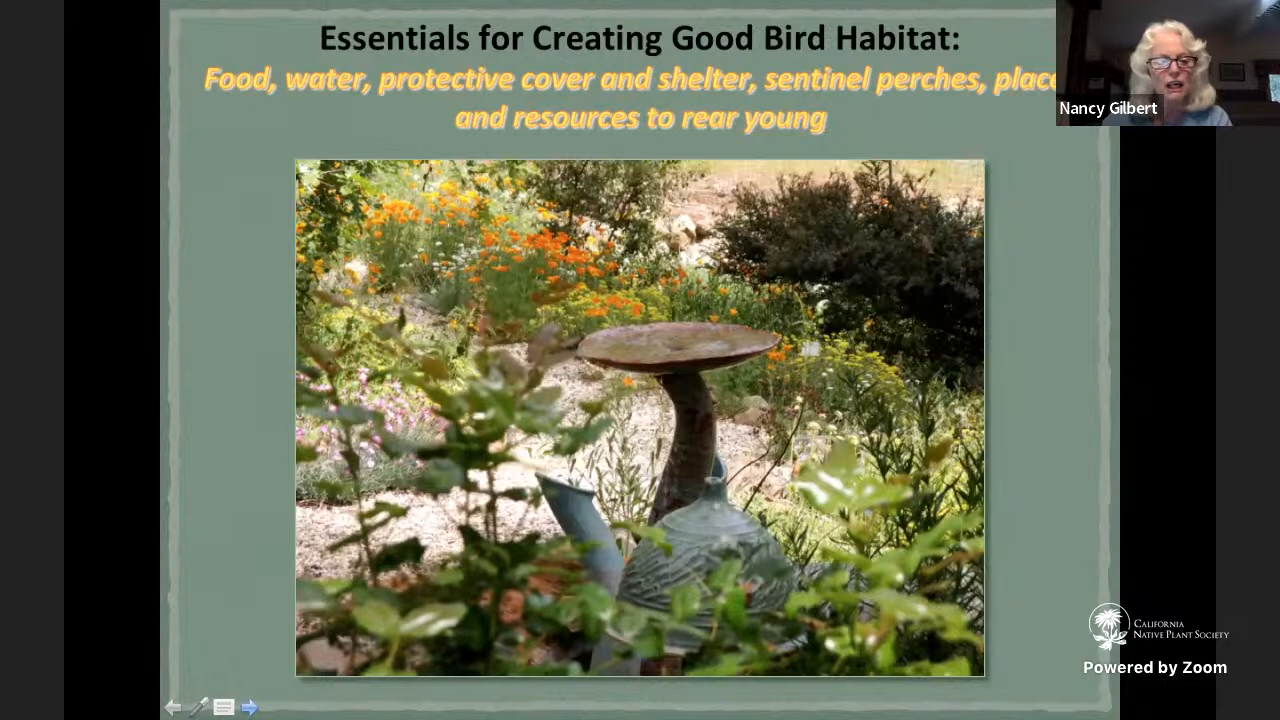 Essentials for Creating Good Bird Habitat:
Food, water, protective cover and shelter, sentinel perches, place
and resources to rear young
Nancy Gilbert
CALIFORNIA
NATIVE PLANT SOCIETY
Powered by Zoom